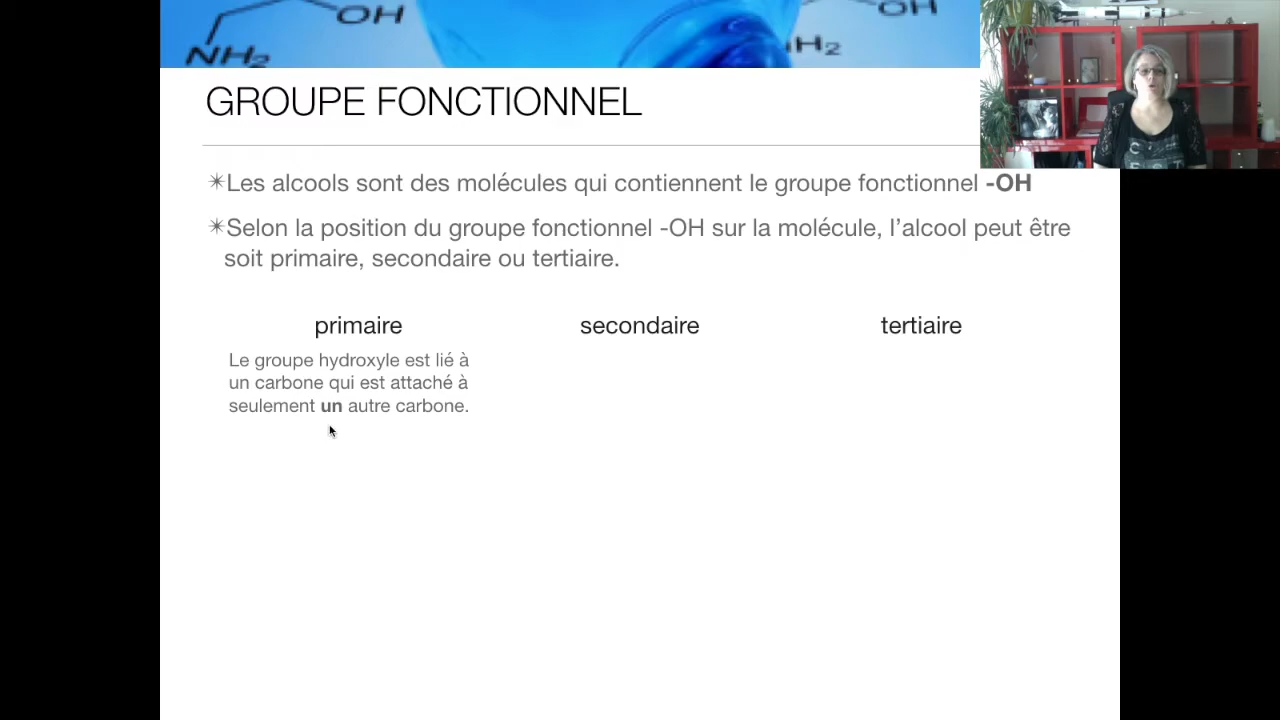 OH
NH₂
OH
H₂
GROUPE FONCTIONNEL
✴Les alcools sont des molécules qui contiennent le groupe fonctionnel -OH
✴Selon la position du groupe fonctionnel -OH sur la molécule, l’alcool peut être
soit primaire, secondaire ou tertiaire.
primaire
secondaire
tertiaire
Le groupe hydroxyle est lié à
un carbone qui est attaché à
seulement un autre carbone.